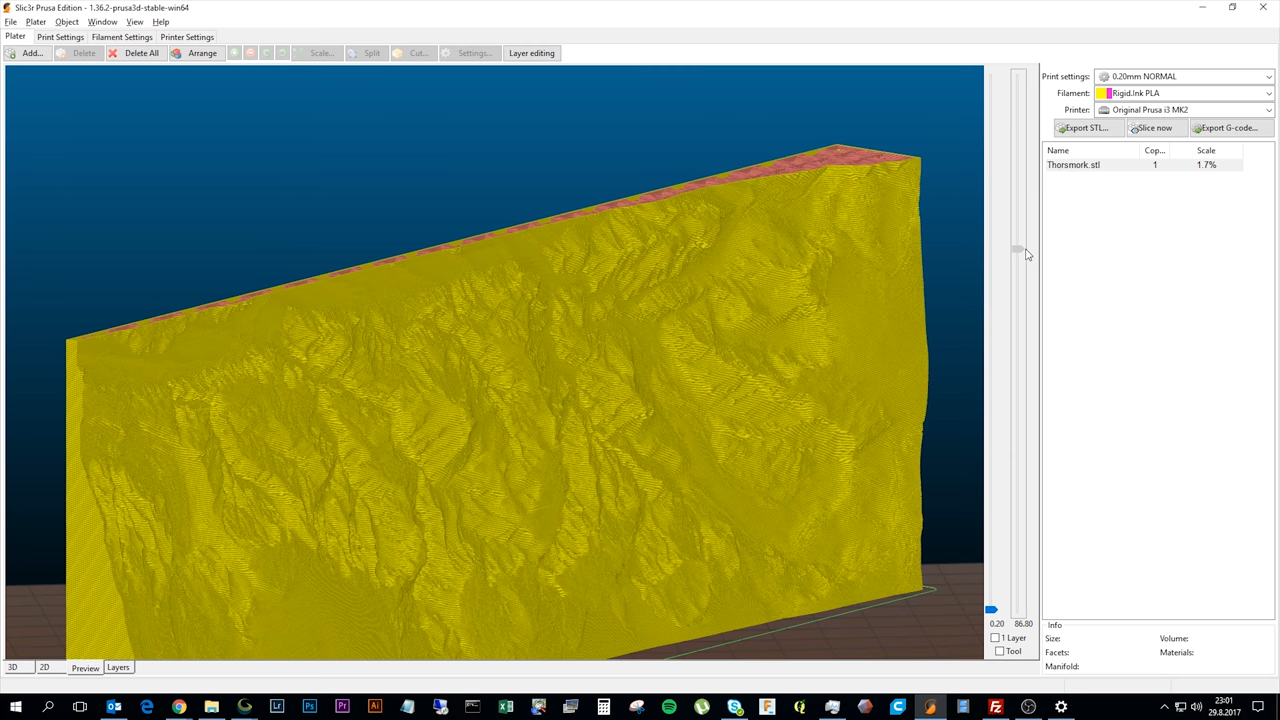 Slic3r Prusa Edition - 1.36.2-prusa3d-stable-win64
File Plater Object Window View Help
Plater Print Settings Filament Settings Printer Settings
Add... Delete Delete All Arrange Scale... Split Cut... Settings... Layer editing
Print settings: 0.20mm NORMAL
Filament: Rigid.Ink PLA
Printer: Original Prusa i3 MK2
Export STL... Slice now Export G-code...
Name Cop... Scale
Thorsmork.stl 1 1.7%
0.20 86.80
1 Layer
Tool
Info
Size: Volume:
Facets: Materials:
Manifold:
3D 2D Preview Layers
Lr Ps Pr Ai
23:01
29.8.2017